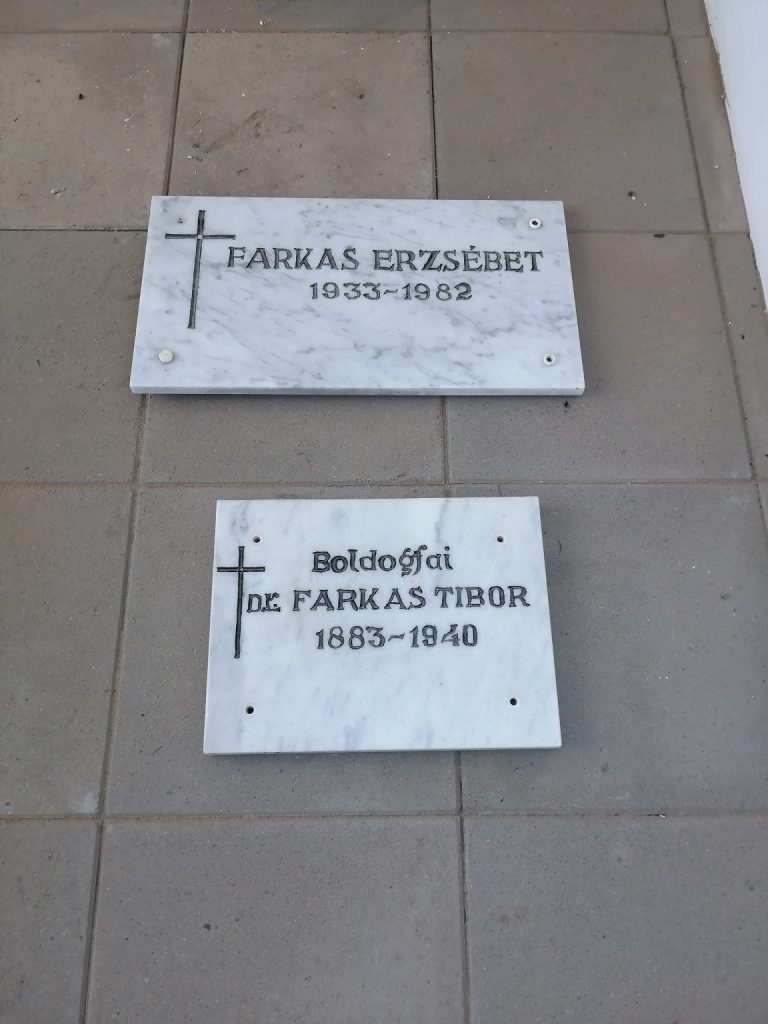 FARKAS ERZSÉBET
1933-1982
Boldogfai
Dr. FARKAS TIBOR
1883-1940